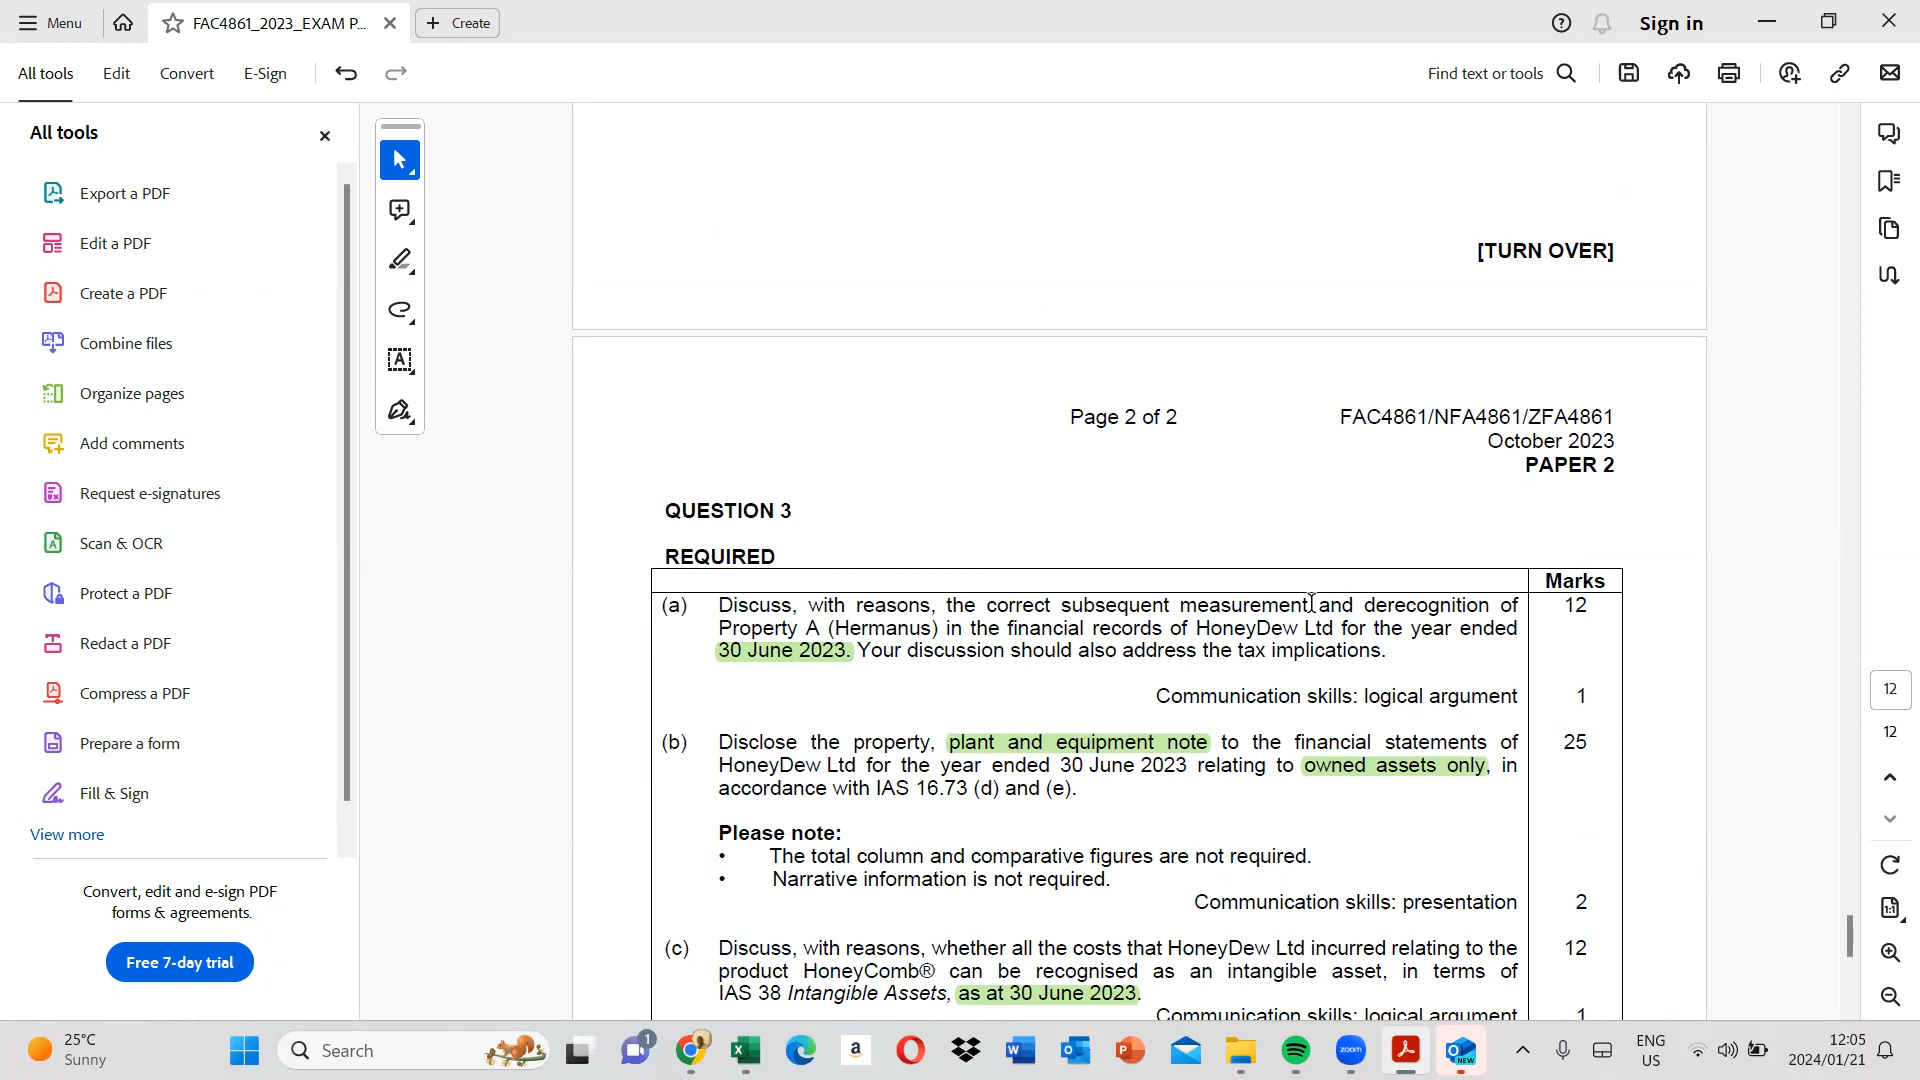 Menu
FAC4861_2023_EXAM P...
Create
Sign in
All tools
Edit
Convert
E-Sign
Find text or tools
All tools
Export a PDF
Edit a PDF
Create a PDF
Combine files
Organize pages
Add comments
Request e-signatures
Scan & OCR
Protect a PDF
Redact a PDF
Compress a PDF
Prepare a form
Fill & Sign
View more
Convert, edit and e-sign PDF
forms & agreements.
Free 7-day trial
[TURN OVER]
Page 2 of 2
FAC4861/NFA4861/ZFA4861
October 2023
PAPER 2
QUESTION 3
REQUIRED
Marks
(a) Discuss, with reasons, the correct subsequent measurement and derecognition of 12
Property A (Hermanus) in the financial records of HoneyDew Ltd for the year ended
30 June 2023. Your discussion should also address the tax implications.
Communication skills: logical argument 1
(b) Disclose the property, plant and equipment note to the financial statements of 25
HoneyDew Ltd for the year ended 30 June 2023 relating to owned assets only, in
accordance with IAS 16.73 (d) and (e).
Please note:
• The total column and comparative figures are not required.
• Narrative information is not required.
Communication skills: presentation 2
(c) Discuss, with reasons, whether all the costs that HoneyDew Ltd incurred relating to the 12
product HoneyComb® can be recognised as an intangible asset, in terms of
IAS 38 Intangible Assets, as at 30 June 2023.
Communication skills: logical argument 1
12
12
25°C
Sunny
Search
1
a
zoom
NEW
ENG
US
12:05
2024/01/21